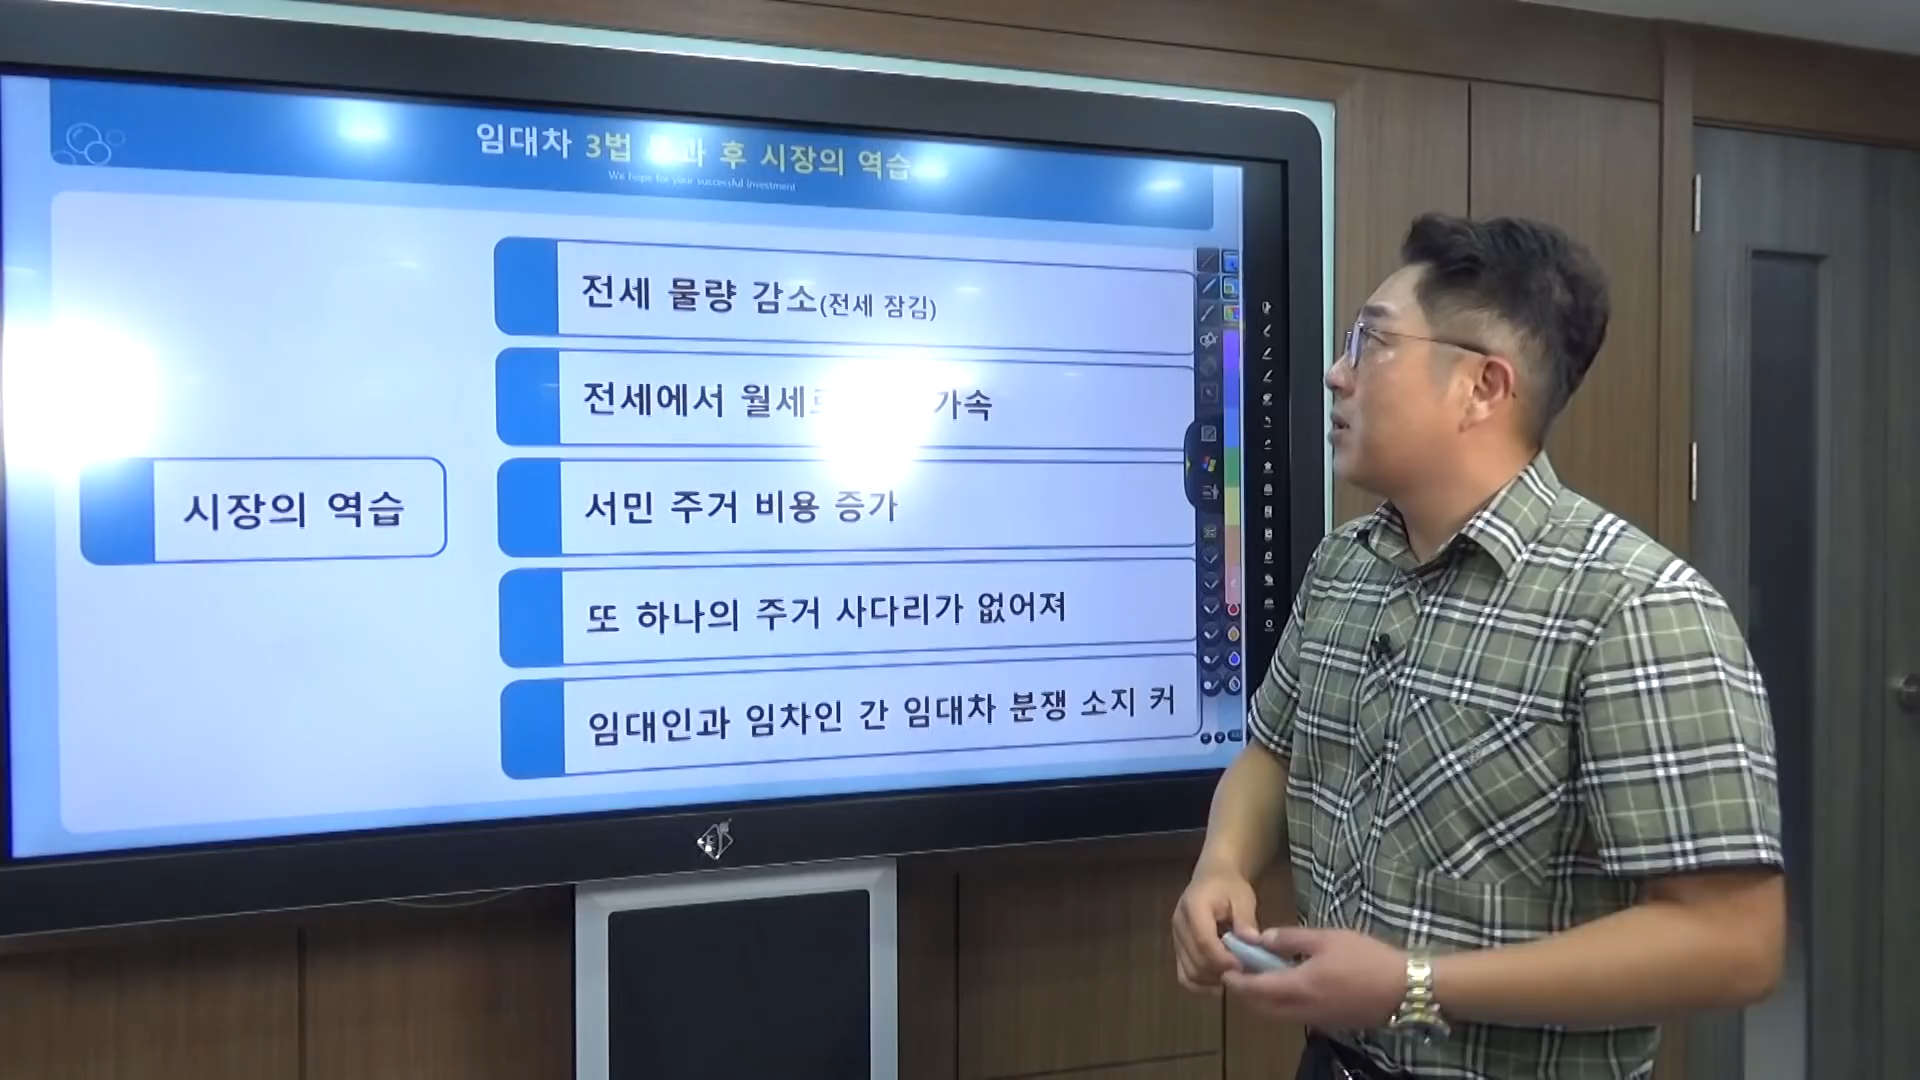 임대차 3법 후 시장의 역습
We hope for your successful investment
전세 물량 감소(전세 잠김)
전세에서 가속
시장의 역습
서민 주거 비용 증가
또 하나의 주거 사다리가 없어져
임대인과 임차인 간 임대차 분쟁 소지 커